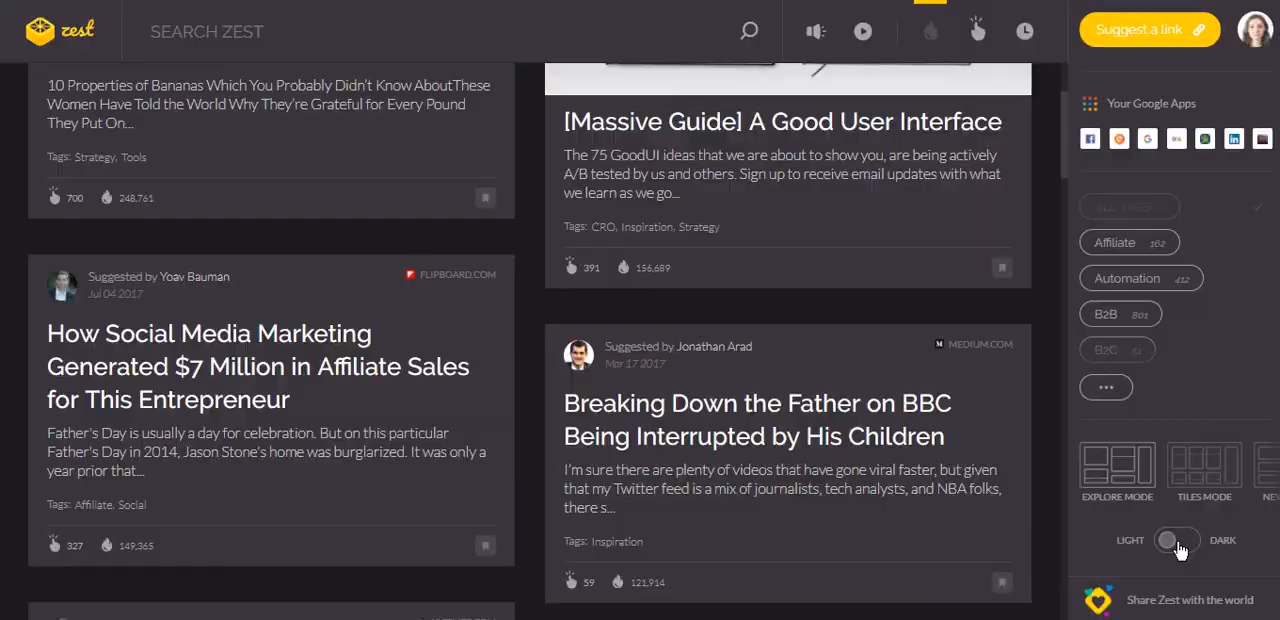 zest
SEARCH ZEST
Suggest a link
10 Properties of Bananas Which You Probably Didn't Know AboutThese
Women Have Told the World Why They're Grateful for Every Pound
They Put On...
Tags: Strategy, Tools
700
248,761
Suggested by Yoav Bauman
Jul 04 2017
FLIPBOARD.COM
How Social Media Marketing
Generated $7 Million in Affiliate Sales
for This Entrepreneur
Father's Day is usually a day for celebration. But on this particular
Father's Day in 2014, Jason Stone's home was burglarized. It was only a
year prior that...
Tags: Affiliate, Social
327
149,365
[Massive Guide] A Good User Interface
The 75 GoodUI ideas that we are about to show you, are being actively
A/B tested by us and others. Sign up to receive email updates with what
we learn as we go...
Tags: CRO, Inspiration, Strategy
391
156,689
Suggested by Jonathan Arad
Mar 17 2017
MEDIUM.COM
Breaking Down the Father on BBC
Being Interrupted by His Children
I'm sure there are plenty of videos that have gone viral faster, but given
that my Twitter feed is a mix of journalists, tech analysts, and NBA folks,
there s...
Tags: Inspiration
59
121,914
Your Google Apps
ALL TAGS
Affiliate 162
Automation 412
B2B 801
B2C 51
EXPLORE MODE
TILES MODE
LIGHT
DARK
Share Zest with the world